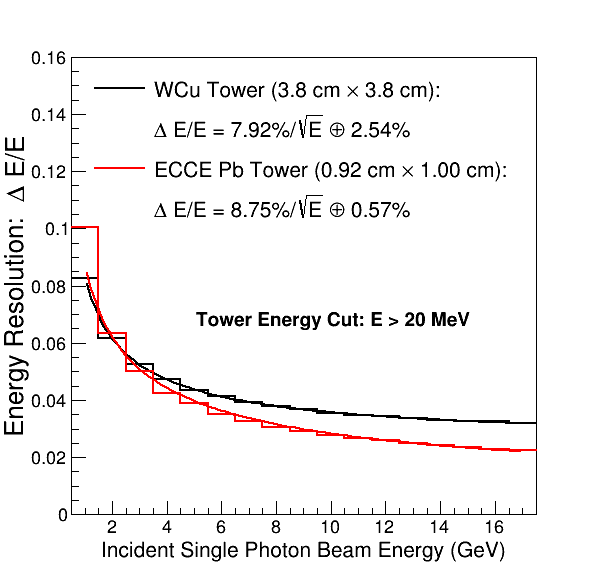 0.16
0.14
0.12
0.1
0.08
0.06
0.04
0.02
0
Energy Resolution: Δ E/E
WCu Tower (3.8 cm × 3.8 cm):
Δ E/E = 7.92%/√E ⊕ 2.54%
ECCE Pb Tower (0.92 cm × 1.00 cm):
Δ E/E = 8.75%/√E ⊕ 0.57%
Tower Energy Cut: E > 20 MeV
2 4 6 8 10 12 14 16
Incident Single Photon Beam Energy (GeV)